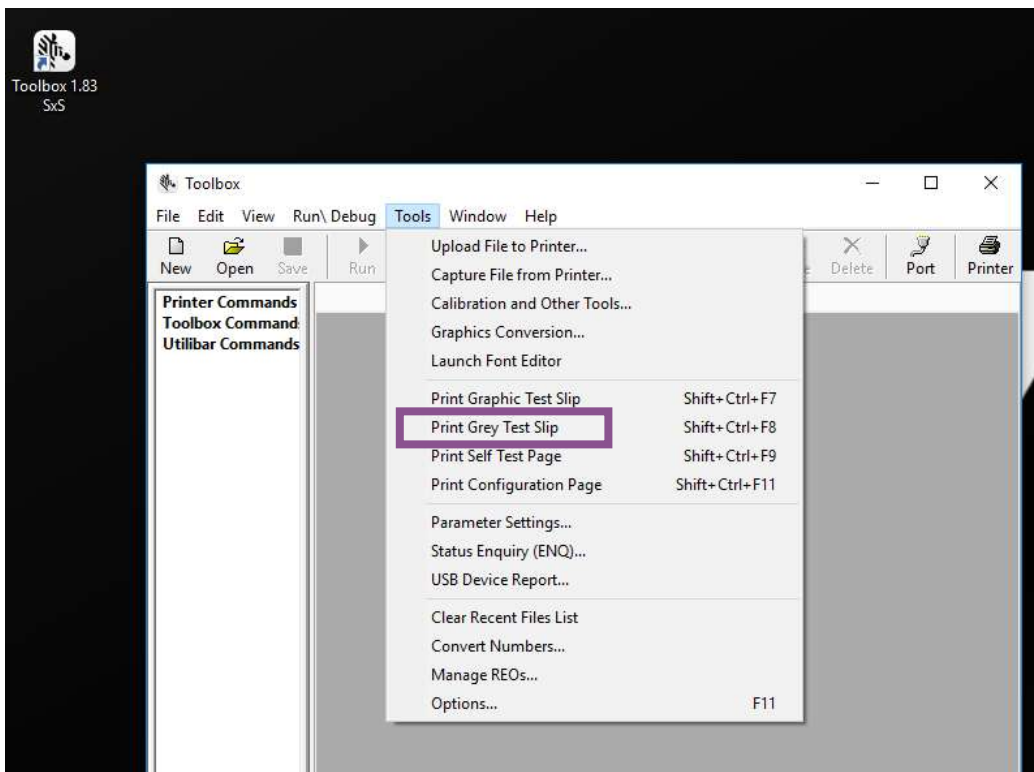 Toolbox 1.83
SxS
Toolbox
File Edit View Run\ Debug Tools Window Help
New Open Save Run Delete Port Printer
Printer Commands
Toolbox Command
Utilibar Commands
Upload File to Printer...
Capture File from Printer...
Calibration and Other Tools...
Graphics Conversion...
Launch Font Editor
Print Graphic Test Slip Shift+Ctrl+F7
Print Grey Test Slip Shift+Ctrl+F8
Print Self Test Page Shift+Ctrl+F9
Print Configuration Page Shift+Ctrl+F11
Parameter Settings...
Status Enquiry (ENQ)...
USB Device Report...
Clear Recent Files List
Convert Numbers...
Manage REOs...
Options... F11